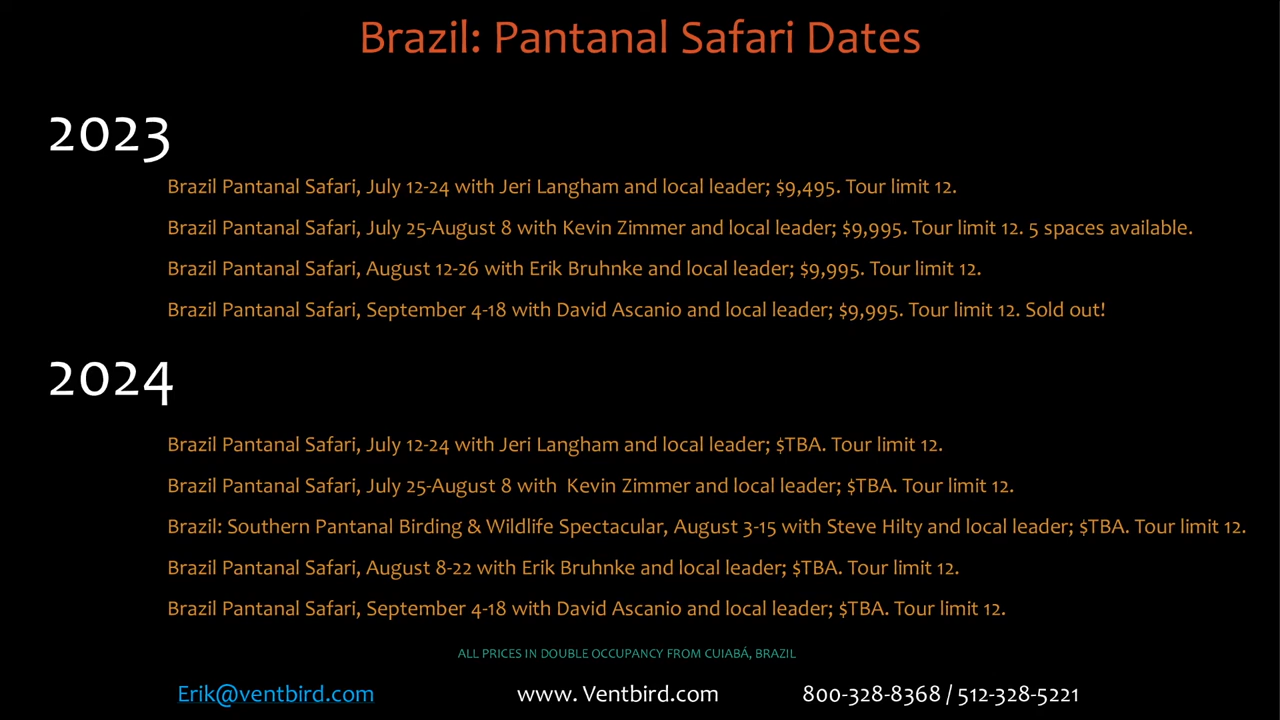 Brazil: Pantanal Safari Dates
2023
Brazil Pantanal Safari, July 12-24 with Jeri Langham and local leader; $9,495. Tour limit 12.
Brazil Pantanal Safari, July 25-August 8 with Kevin Zimmer and local leader; $9,995. Tour limit 12. 5 spaces available.
Brazil Pantanal Safari, August 12-26 with Erik Bruhnke and local leader; $9,995. Tour limit 12.
Brazil Pantanal Safari, September 4-18 with David Ascanio and local leader; $9,995. Tour limit 12. Sold out!
2024
Brazil Pantanal Safari, July 12-24 with Jeri Langham and local leader; $TBA. Tour limit 12.
Brazil Pantanal Safari, July 25-August 8 with  Kevin Zimmer and local leader; $TBA. Tour limit 12.
Brazil: Southern Pantanal Birding & Wildlife Spectacular, August 3-15 with Steve Hilty and local leader; $TBA. Tour limit 12.
Brazil Pantanal Safari, August 8-22 with Erik Bruhnke and local leader; $TBA. Tour limit 12.
Brazil Pantanal Safari, September 4-18 with David Ascanio and local leader; $TBA. Tour limit 12.
ALL PRICES IN DOUBLE OCCUPANCY FROM CUIABÁ, BRAZIL
Erik@ventbird.com www. Ventbird.com 800-328-8368 / 512-328-5221